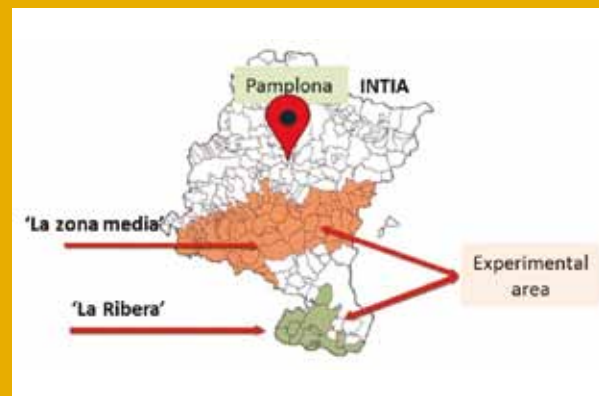 Pamplona INTIA
'La zona media'
Experimental
area
'La Ribera'